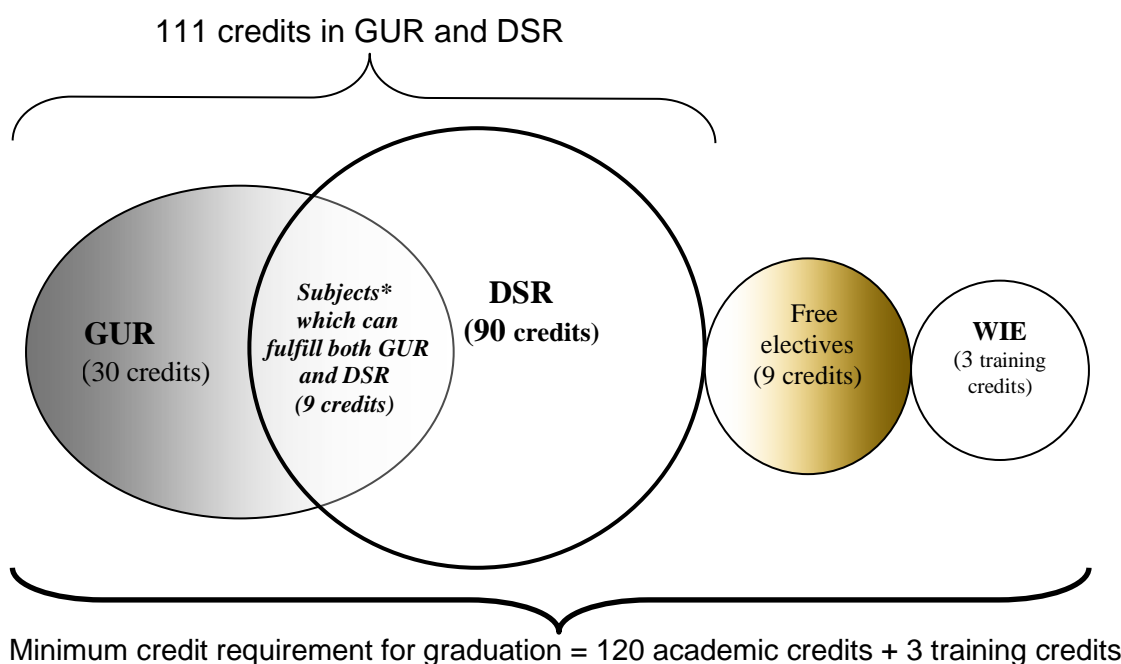 111 credits in GUR and DSR
GUR
(30 credits)
Subjects*
which can
fulfill both GUR
and DSR
(9 credits)
DSR
(90 credits)
Free
electives
(9 credits)
WIE
(3 training
credits)
Minimum credit requirement for graduation = 120 academic credits + 3 training credits